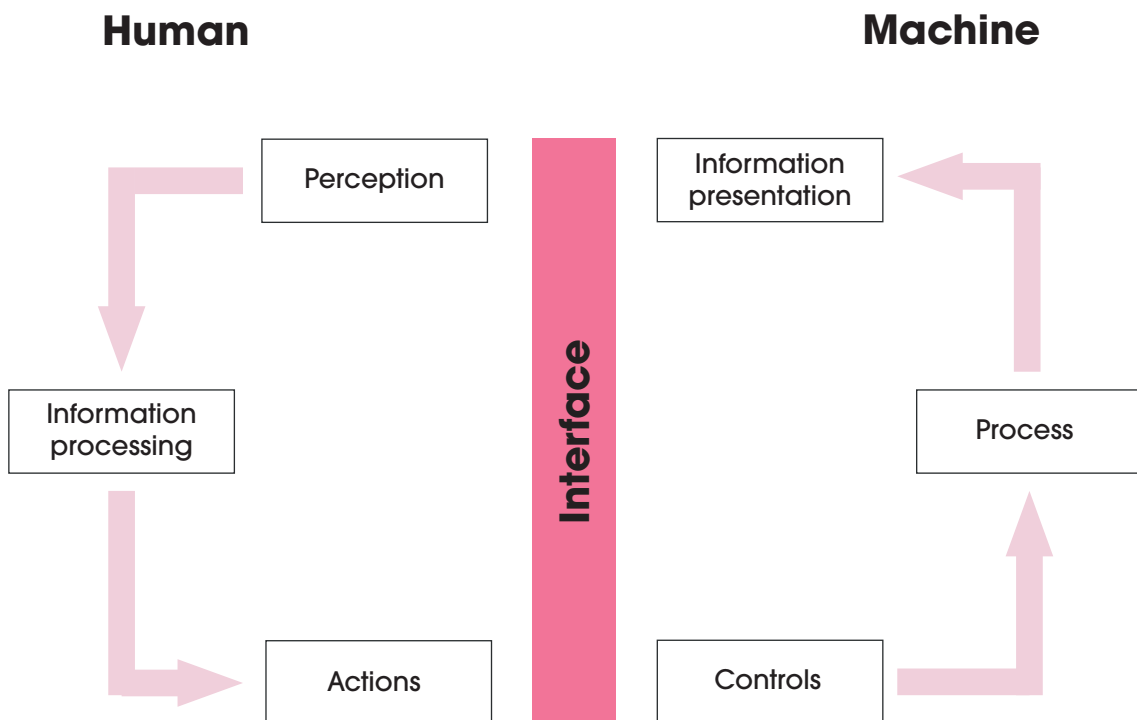 Human
Machine
Perception
Information
presentation
Interface
Information
processing
Process
Actions
Controls